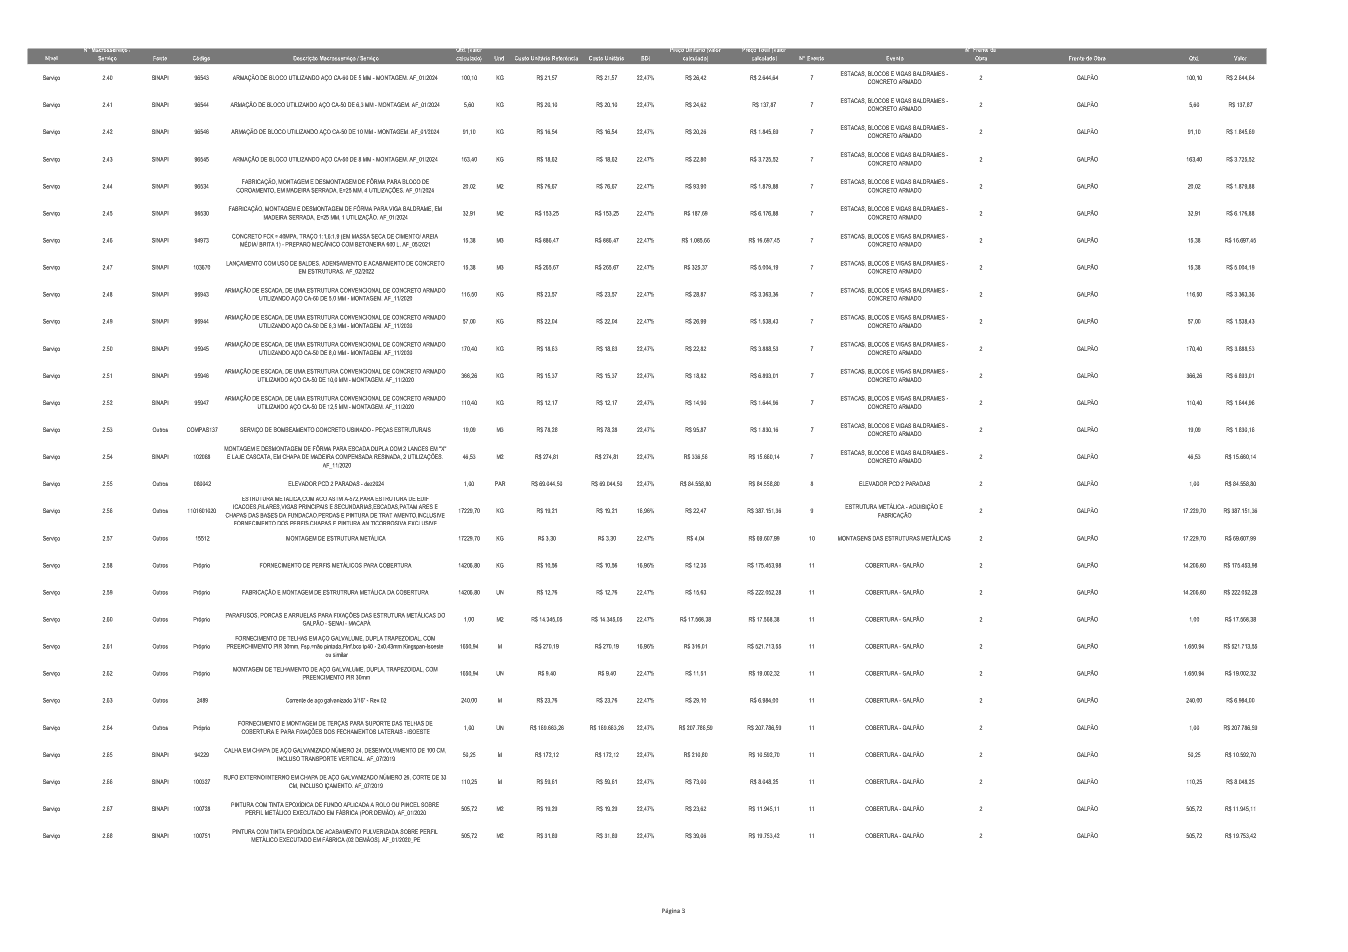 Nível Nº Macrosserviço / Serviço Fonte Código Descrição Macrosserviço / Serviço Qtd. (valor calculado) Und Custo Unitário Referência Custo Unitário BDI Preço Unitário (valor calculado) Preço Total (valor calculado) Nº Evento Evento Nº Frente de Obra Frente de Obra Qtd. Valor
Serviço 2.40 SINAPI 96543 ARMAÇÃO DE BLOCO UTILIZANDO AÇO CA-60 DE 5 MM - MONTAGEM. AF_01/2024 100,10 KG R$ 21,57 R$ 21,57 22,47% R$ 26,42 R$ 2.644,64 7 ESTACAS, BLOCOS E VIGAS BALDRAMES - CONCRETO ARMADO 2 GALPÃO 100,10 R$ 2.644,64
Serviço 2.41 SINAPI 96544 ARMAÇÃO DE BLOCO UTILIZANDO AÇO CA-50 DE 6,3 MM - MONTAGEM. AF_01/2024 5,60 KG R$ 20,10 R$ 20,10 22,47% R$ 24,62 R$ 137,87 7 ESTACAS, BLOCOS E VIGAS BALDRAMES - CONCRETO ARMADO 2 GALPÃO 5,60 R$ 137,87
Serviço 2.42 SINAPI 96546 ARMAÇÃO DE BLOCO UTILIZANDO AÇO CA-50 DE 10 MM - MONTAGEM. AF_01/2024 91,10 KG R$ 16,54 R$ 16,54 22,47% R$ 20,26 R$ 1.845,69 7 ESTACAS, BLOCOS E VIGAS BALDRAMES - CONCRETO ARMADO 2 GALPÃO 91,10 R$ 1.845,69
Serviço 2.43 SINAPI 96545 ARMAÇÃO DE BLOCO UTILIZANDO AÇO CA-50 DE 8 MM - MONTAGEM. AF_01/2024 163,40 KG R$ 18,62 R$ 18,62 22,47% R$ 22,80 R$ 3.725,52 7 ESTACAS, BLOCOS E VIGAS BALDRAMES - CONCRETO ARMADO 2 GALPÃO 163,40 R$ 3.725,52
Serviço 2.44 SINAPI 96534 FABRICAÇÃO, MONTAGEM E DESMONTAGEM DE FÔRMA PARA BLOCO DE COROAMENTO, EM MADEIRA SERRADA, E=25 MM, 4 UTILIZAÇÕES. AF_01/2024 20,02 M2 R$ 76,67 R$ 76,67 22,47% R$ 93,90 R$ 1.879,88 7 ESTACAS, BLOCOS E VIGAS BALDRAMES - CONCRETO ARMADO 2 GALPÃO 20,02 R$ 1.879,88
Serviço 2.45 SINAPI 96530 FABRICAÇÃO, MONTAGEM E DESMONTAGEM DE FÔRMA PARA VIGA BALDRAME, EM MADEIRA SERRADA, E=25 MM, 1 UTILIZAÇÃO. AF_01/2024 32,91 M2 R$ 153,25 R$ 153,25 22,47% R$ 187,69 R$ 6.176,88 7 ESTACAS, BLOCOS E VIGAS BALDRAMES - CONCRETO ARMADO 2 GALPÃO 32,91 R$ 6.176,88
Serviço 2.46 SINAPI 94973 CONCRETO FCK = 40MPA, TRAÇO 1:1,6:1,9 (EM MASSA SECA DE CIMENTO/ AREIA MÉDIA/ BRITA 1) - PREPARO MECÂNICO COM BETONEIRA 600 L. AF_05/2021 15,38 M3 R$ 886,47 R$ 886,47 22,47% R$ 1.085,66 R$ 16.697,45 7 ESTACAS, BLOCOS E VIGAS BALDRAMES - CONCRETO ARMADO 2 GALPÃO 15,38 R$ 16.697,45
Serviço 2.47 SINAPI 103670 LANÇAMENTO COM USO DE BALDES, ADENSAMENTO E ACABAMENTO DE CONCRETO EM ESTRUTURAS. AF_02/2022 15,38 M3 R$ 265,67 R$ 265,67 22,47% R$ 325,37 R$ 5.004,19 7 ESTACAS, BLOCOS E VIGAS BALDRAMES - CONCRETO ARMADO 2 GALPÃO 15,38 R$ 5.004,19
Serviço 2.48 SINAPI 95943 ARMAÇÃO DE ESCADA, DE UMA ESTRUTURA CONVENCIONAL DE CONCRETO ARMADO UTILIZANDO AÇO CA-60 DE 5,0 MM - MONTAGEM. AF_11/2020 116,50 KG R$ 23,57 R$ 23,57 22,47% R$ 28,87 R$ 3.363,36 7 ESTACAS, BLOCOS E VIGAS BALDRAMES - CONCRETO ARMADO 2 GALPÃO 116,50 R$ 3.363,36
Serviço 2.49 SINAPI 95944 ARMAÇÃO DE ESCADA, DE UMA ESTRUTURA CONVENCIONAL DE CONCRETO ARMADO UTILIZANDO AÇO CA-50 DE 6,3 MM - MONTAGEM. AF_11/2020 57,00 KG R$ 22,04 R$ 22,04 22,47% R$ 26,99 R$ 1.538,43 7 ESTACAS, BLOCOS E VIGAS BALDRAMES - CONCRETO ARMADO 2 GALPÃO 57,00 R$ 1.538,43
Serviço 2.50 SINAPI 95945 ARMAÇÃO DE ESCADA, DE UMA ESTRUTURA CONVENCIONAL DE CONCRETO ARMADO UTILIZANDO AÇO CA-50 DE 8,0 MM - MONTAGEM. AF_11/2020 170,40 KG R$ 18,63 R$ 18,63 22,47% R$ 22,82 R$ 3.888,53 7 ESTACAS, BLOCOS E VIGAS BALDRAMES - CONCRETO ARMADO 2 GALPÃO 170,40 R$ 3.888,53
Serviço 2.51 SINAPI 95946 ARMAÇÃO DE ESCADA, DE UMA ESTRUTURA CONVENCIONAL DE CONCRETO ARMADO UTILIZANDO AÇO CA-50 DE 10,0 MM - MONTAGEM. AF_11/2020 366,26 KG R$ 15,37 R$ 15,37 22,47% R$ 18,82 R$ 6.893,01 7 ESTACAS, BLOCOS E VIGAS BALDRAMES - CONCRETO ARMADO 2 GALPÃO 366,26 R$ 6.893,01
Serviço 2.52 SINAPI 95947 ARMAÇÃO DE ESCADA, DE UMA ESTRUTURA CONVENCIONAL DE CONCRETO ARMADO UTILIZANDO AÇO CA-50 DE 12,5 MM - MONTAGEM. AF_11/2020 110,40 KG R$ 12,17 R$ 12,17 22,47% R$ 14,90 R$ 1.644,96 7 ESTACAS, BLOCOS E VIGAS BALDRAMES - CONCRETO ARMADO 2 GALPÃO 110,40 R$ 1.644,96
Serviço 2.53 Outros COMPAS137 SERVIÇO DE BOMBEAMENTO CONCRETO USINADO - PEÇAS ESTRUTURAIS 19,09 M3 R$ 78,28 R$ 78,28 22,47% R$ 95,87 R$ 1.830,16 7 ESTACAS, BLOCOS E VIGAS BALDRAMES - CONCRETO ARMADO 2 GALPÃO 19,09 R$ 1.830,16
Serviço 2.54 SINAPI 102088 MONTAGEM E DESMONTAGEM DE FÔRMA PARA ESCADA DUPLA COM 2 LANCES EM "X" E LAJE CASCATA, EM CHAPA DE MADEIRA COMPENSADA RESINADA, 2 UTILIZAÇÕES. AF_11/2020 46,53 M2 R$ 274,81 R$ 274,81 22,47% R$ 336,56 R$ 15.660,14 7 ESTACAS, BLOCOS E VIGAS BALDRAMES - CONCRETO ARMADO 2 GALPÃO 46,53 R$ 15.660,14
Serviço 2.55 Outros 080042 ELEVADOR PCD 2 PARADAS - dez2024 1,00 PAR R$ 69.044,50 R$ 69.044,50 22,47% R$ 84.558,80 R$ 84.558,80 8 ELEVADOR PCD 2 PARADAS 2 GALPÃO 1,00 R$ 84.558,80
Serviço 2.56 Outros 1101601020 ESTRUTURA METALICA,COM ACO ASTM A-572,PARA ESTRUTURA DE EDIF ICACOES,PILARES,VIGAS PRINCIPAIS E SECUNDARIAS,ESCADAS,PATAM ARES E CHAPAS DAS BASES DA FUNDACAO,PERDAS E PINTURA DE TRAT AMENTO,INCLUSIVE FORNECIMENTO DOS PERFIS,CHAPAS E PINTURA AN TICORROSIVA,EXCLUSIVE 17229,70 KG R$ 19,21 R$ 19,21 16,96% R$ 22,47 R$ 387.151,36 9 ESTRUTURA METÁLICA - AQUISIÇÃO E FABRICAÇÃO 2 GALPÃO 17.229,70 R$ 387.151,36
Serviço 2.57 Outros 15512 MONTAGEM DE ESTRUTURA METÁLICA 17229,70 KG R$ 3,30 R$ 3,30 22,47% R$ 4,04 R$ 69.607,99 10 MONTAGENS DAS ESTRUTURAS METÁLICAS 2 GALPÃO 17.229,70 R$ 69.607,99
Serviço 2.58 Outros Próprio FORNECIMENTO DE PERFIS METÁLICOS PARA COBERTURA 14206,80 KG R$ 10,56 R$ 10,56 16,96% R$ 12,35 R$ 175.453,98 11 COBERTURA - GALPÃO 2 GALPÃO 14.206,80 R$ 175.453,98
Serviço 2.59 Outros Próprio FABRICAÇÃO E MONTAGEM DE ESTRUTRURA METÁLICA DA COBERTURA 14206,80 UN R$ 12,76 R$ 12,76 22,47% R$ 15,63 R$ 222.052,28 11 COBERTURA - GALPÃO 2 GALPÃO 14.206,80 R$ 222.052,28
Serviço 2.60 Outros Próprio PARAFUSOS, PORCAS E ARRUELAS PARA FIXAÇÕES DAS ESTRUTURA METÁLICAS DO GALPÃO - SENAI - MACAPÁ 1,00 M2 R$ 14.345,05 R$ 14.345,05 22,47% R$ 17.568,38 R$ 17.568,38 11 COBERTURA - GALPÃO 2 GALPÃO 1,00 R$ 17.568,38
Serviço 2.61 Outros Próprio FORNECIMENTO DE TELHAS EM AÇO GALVALUME, DUPLA TRAPEZOIDAL, COM PREENCHIMENTO PIR 30mm, Fsp.rmão pintada,Finf.bco ip40 - 2x0.43mm Kingspan-Isoeste ou similar 1650,94 M R$ 270,19 R$ 270,19 16,96% R$ 316,01 R$ 521.713,55 11 COBERTURA - GALPÃO 2 GALPÃO 1.650,94 R$ 521.713,55
Serviço 2.62 Outros Próprio MONTAGEM DE TELHAMENTO DE AÇO GALVALUME, DUPLA, TRAPEZOIDAL, COM PREENCIMENTO PIR 30mm 1650,94 UN R$ 9,40 R$ 9,40 22,47% R$ 11,51 R$ 19.002,32 11 COBERTURA - GALPÃO 2 GALPÃO 1.650,94 R$ 19.002,32
Serviço 2.63 Outros 2489 Corrente de aço galvanizado 3/16" - Rev 02 240,00 M R$ 23,76 R$ 23,76 22,47% R$ 29,10 R$ 6.984,00 11 COBERTURA - GALPÃO 2 GALPÃO 240,00 R$ 6.984,00
Serviço 2.64 Outros Próprio FORNECIMENTO E MONTAGEM DE TERÇAS PARA SUPORTE DAS TELHAS DE COBERTURA E PARA FIXAÇÕES DOS FECHAMENTOS LATERAIS - ISOESTE 1,00 UN R$ 169.663,26 R$ 169.663,26 22,47% R$ 207.786,59 R$ 207.786,59 11 COBERTURA - GALPÃO 2 GALPÃO 1,00 R$ 207.786,59
Serviço 2.65 SINAPI 94229 CALHA EM CHAPA DE AÇO GALVANIZADO NÚMERO 24, DESENVOLVIMENTO DE 100 CM, INCLUSO TRANSPORTE VERTICAL. AF_07/2019 50,25 M R$ 172,12 R$ 172,12 22,47% R$ 210,80 R$ 10.592,70 11 COBERTURA - GALPÃO 2 GALPÃO 50,25 R$ 10.592,70
Serviço 2.66 SINAPI 100327 RUFO EXTERNO/INTERNO EM CHAPA DE AÇO GALVANIZADO NÚMERO 26, CORTE DE 33 CM, INCLUSO IÇAMENTO. AF_07/2019 110,25 M R$ 59,61 R$ 59,61 22,47% R$ 73,00 R$ 8.048,25 11 COBERTURA - GALPÃO 2 GALPÃO 110,25 R$ 8.048,25
Serviço 2.67 SINAPI 100738 PINTURA COM TINTA EPOXÍDICA DE FUNDO APLICADA A ROLO OU PINCEL SOBRE PERFIL METÁLICO EXECUTADO EM FÁBRICA (POR DEMÃO). AF_01/2020 505,72 M2 R$ 19,29 R$ 19,29 22,47% R$ 23,62 R$ 11.945,11 11 COBERTURA - GALPÃO 2 GALPÃO 505,72 R$ 11.945,11
Serviço 2.68 SINAPI 100751 PINTURA COM TINTA EPOXÍDICA DE ACABAMENTO PULVERIZADA SOBRE PERFIL METÁLICO EXECUTADO EM FÁBRICA (02 DEMÃOS). AF_01/2020_PE 505,72 M2 R$ 31,89 R$ 31,89 22,47% R$ 39,06 R$ 19.753,42 11 COBERTURA - GALPÃO 2 GALPÃO 505,72 R$ 19.753,42
Página 3